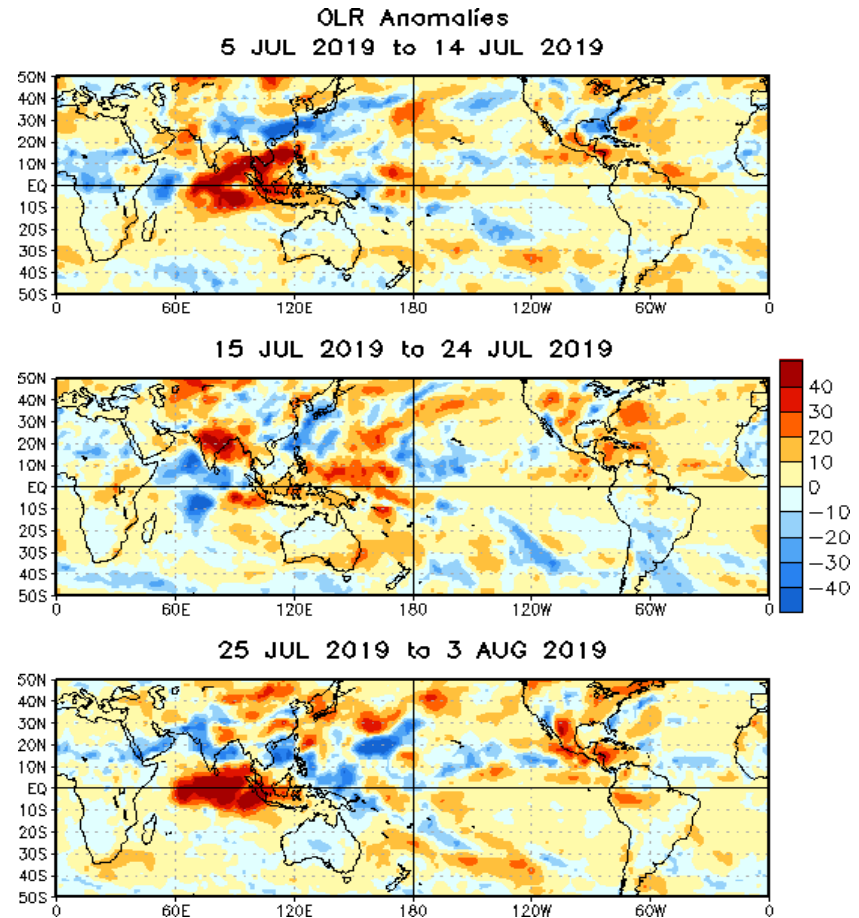 OLR Anomalies
5 JUL 2019 to 14 JUL 2019
50N
40N
30N
20N
10N
EQ
10S
20S
30S
40S
50S
0 60E 120E 180 120W 60W 0
15 JUL 2019 to 24 JUL 2019
50N
40N
30N
20N
10N
EQ
10S
20S
30S
40S
50S
0 60E 120E 180 120W 60W 0
40
30
20
10
0
-10
-20
-30
-40
25 JUL 2019 to 3 AUG 2019
50N
40N
30N
20N
10N
EQ
10S
20S
30S
40S
50S
0 60E 120E 180 120W 60W 0